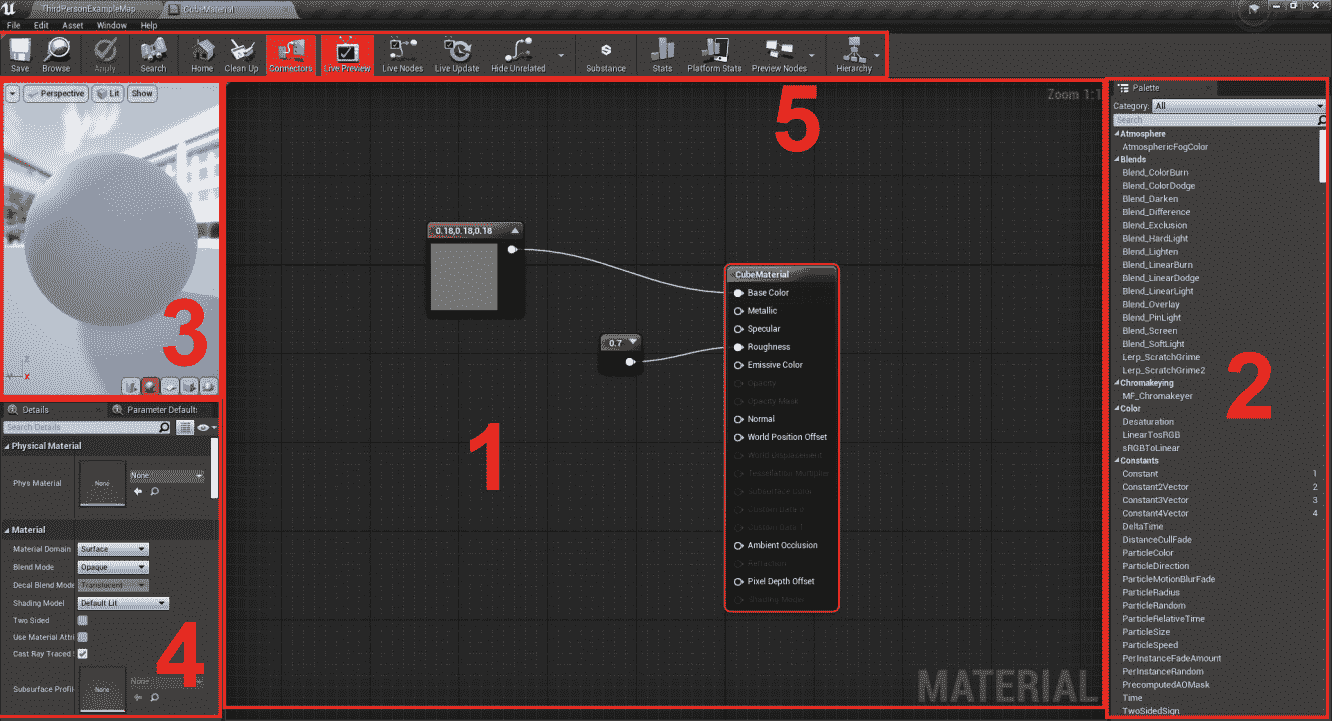 ThirdPersonExampleMap
CubeMaterial
File Edit Asset Window Help
Save Browse Apply Search Home Clean Up Connectors Live Preview Live Nodes Live Update Hide Unrelated Substance Stats Platform Stats Preview Nodes Hierarchy
Perspective Lit Show
3
Details Parameter Default:
Search Details
Physical Material
Phys Material
None
None
Material
Material Domain Surface
Blend Mode Opaque
Decal Blend Mode Translucent
Shading Model Default Lit
Two Sided
Use Material Attri
Cast Ray Traced
Subsurface Profil
None
None
4
Zoom 1:1
5
0.18,0.18,0.18
0.7
1
CubeMaterial
Base Color
Metallic
Specular
Roughness
Emissive Color
Opacity
Opacity Mask
Normal
World Position Offset
World Displacement
Tessellation Multiplier
Subsurface Color
Custom Data 0
Custom Data 1
Ambient Occlusion
Refraction
Pixel Depth Offset
Shading Model
MATERIAL
Palette
Category: All
Search
Atmosphere
AtmosphericFogColor
Blends
Blend_ColorBurn
Blend_ColorDodge
Blend_Darken
Blend_Difference
Blend_Exclusion
Blend_HardLight
Blend_Lighten
Blend_LinearBurn
Blend_LinearDodge
Blend_LinearLight
Blend_Overlay
Blend_PinLight
Blend_Screen
Blend_SoftLight
Lerp_ScratchGrime
Lerp_ScratchGrime2
Chromakeying
MF_Chromakeyer
Color
Desaturation
LinearTosRGB
sRGBToLinear
Constants
Constant 1
Constant2Vector 2
Constant3Vector 3
Constant4Vector 4
DeltaTime
DistanceCullFade
ParticleColor
ParticleDirection
ParticleMotionBlurFade
ParticleRadius
ParticleRandom
ParticleRelativeTime
ParticleSize
ParticleSpeed
PerInstanceFadeAmount
PerInstanceRandom
PrecomputedAOMask
Time
TwoSidedSign
2